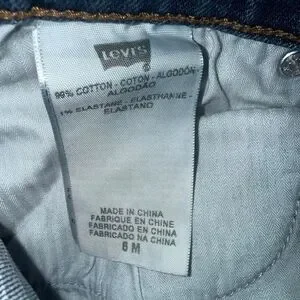 LEVI'S
®
99% COTTON - COTON - ALGODÓN -
ALGODÃO
1% ELASTANE - ELASTHANNE -
ELASTANO
MADE IN CHINA
FABRIQUE EN CHINE
FABRICADO EN CHINA
FABRICADO NA CHINA
6 M